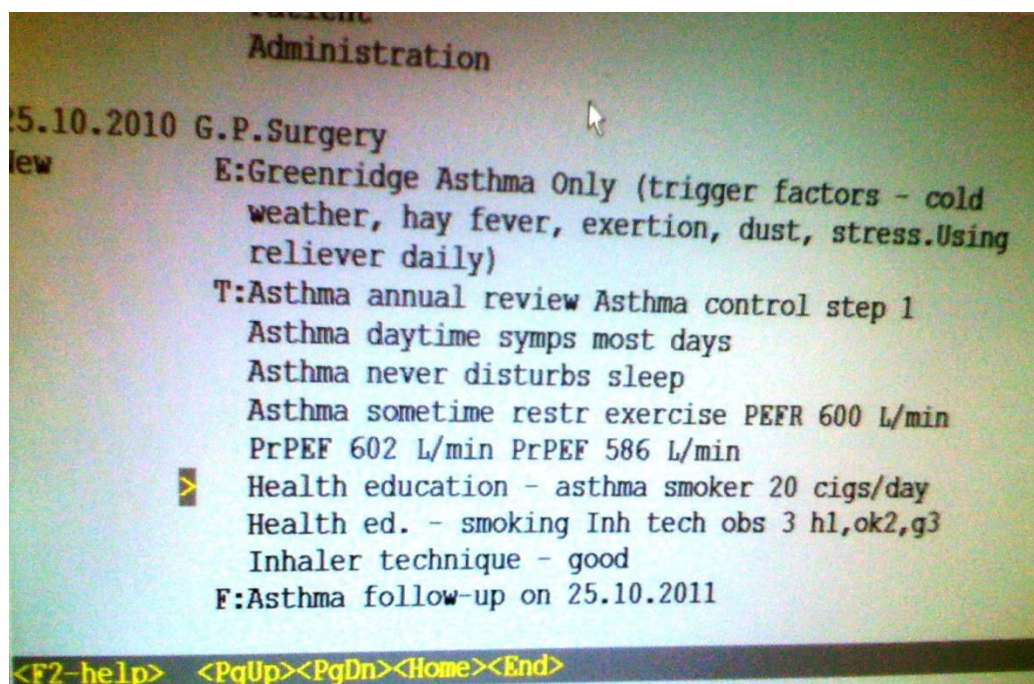 Patient
Administration
25.10.2010 G.P.Surgery
New E:Greenridge Asthma Only (trigger factors - cold
weather, hay fever, exertion, dust, stress.Using
reliever daily)
T:Asthma annual review Asthma control step 1
Asthma daytime symps most days
Asthma never disturbs sleep
Asthma sometime restr exercise PEFR 600 L/min
PrPEF 602 L/min PrPEF 586 L/min
> Health education - asthma smoker 20 cigs/day
Health ed. - smoking Inh tech obs 3 h1,ok2,g3
Inhaler technique - good
F:Asthma follow-up on 25.10.2011
<F2-help> <PgUp><PgDn><Home><End>